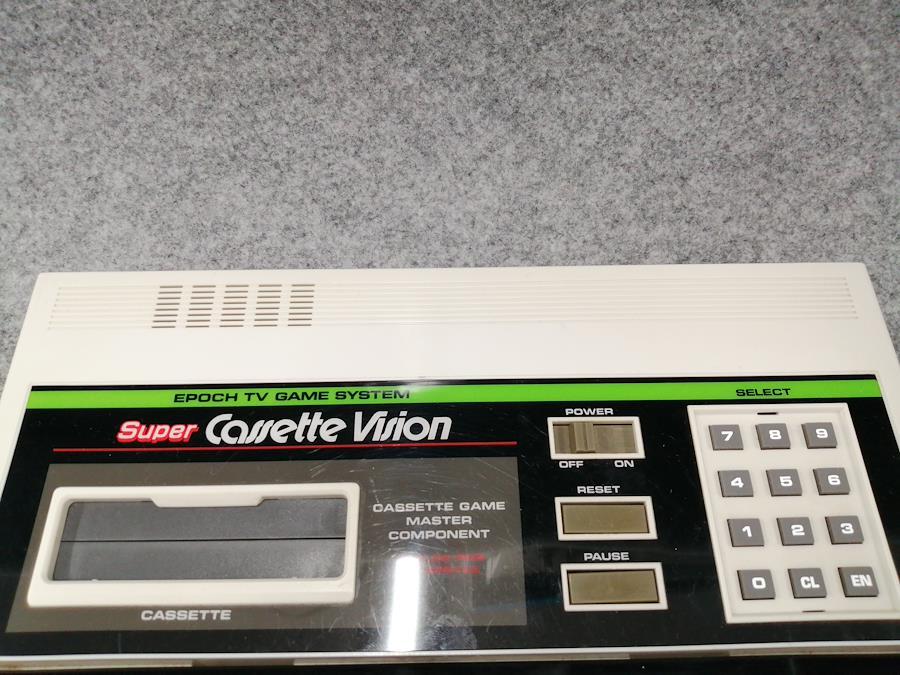 EPOCH TV GAME SYSTEM
SELECT
Super Cassette Vision
POWER
OFF ON
RESET
PAUSE
CASSETTE GAME
MASTER
COMPONENT
CASSETTE
7 8 9
4 5 6
1 2 3
0 CL EN